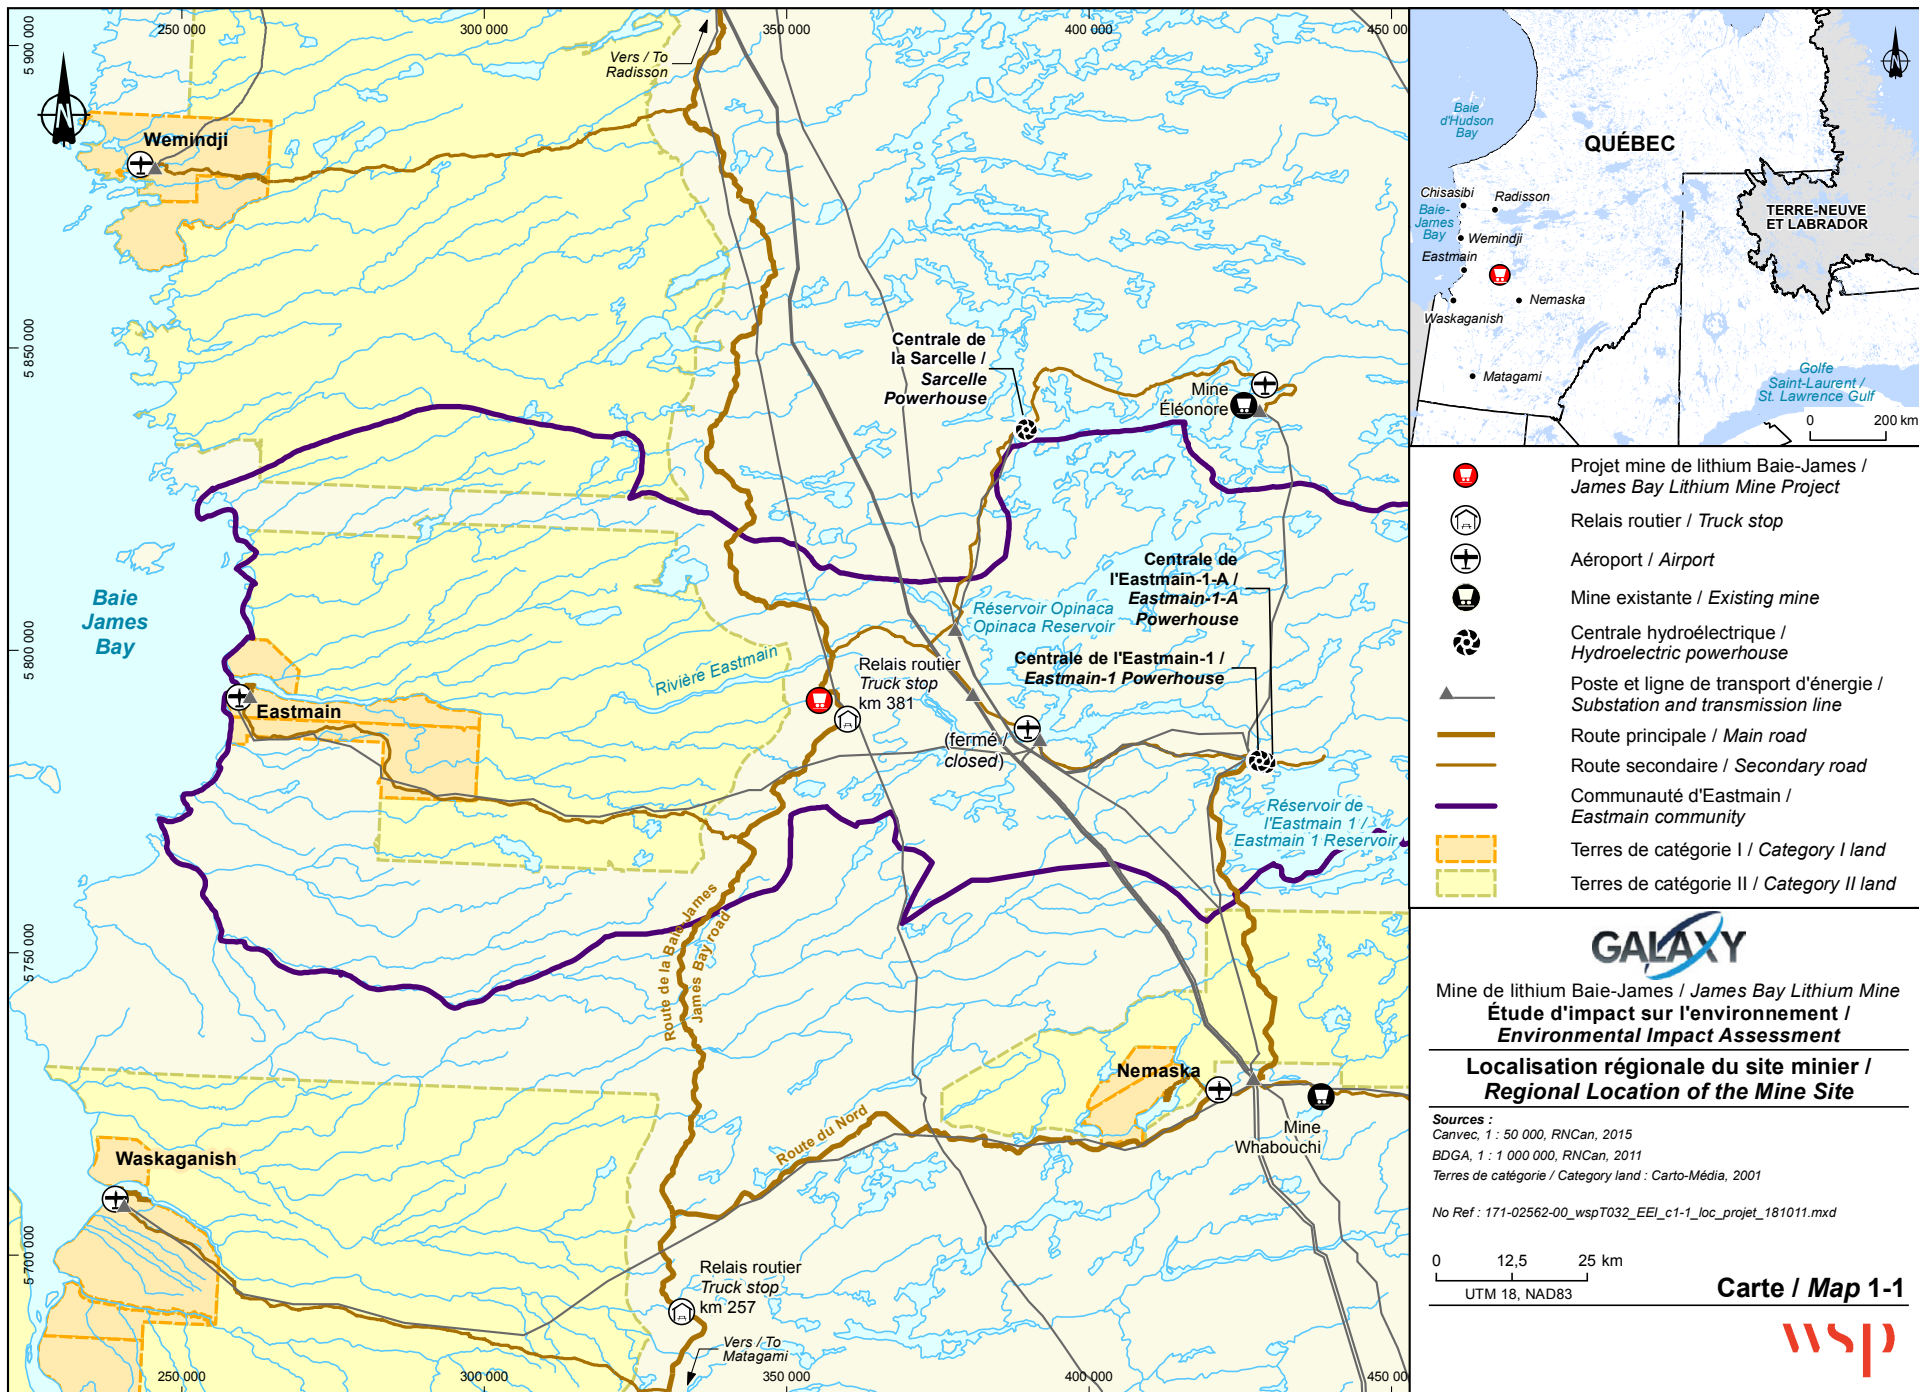 250 000
300 000
350 000
400 000
450 000
5 900 000
5 850 000
5 800 000
5 750 000
5 700 000
Vers / To
Radisson
N
Wemindji
Centrale de
la Sarcelle /
Sarcelle
Powerhouse
Mine
Éléonore
Baie
James
Bay
Centrale de
l'Eastmain-1-A /
Eastmain-1-A
Powerhouse
Réservoir Opinaca
Opinaca Reservoir
Centrale de l'Eastmain-1 /
Eastmain-1 Powerhouse
Rivière Eastmain
Relais routier
Truck stop
km 381
Eastmain
(fermé /
closed)
Réservoir de
l'Eastmain 1 /
Eastmain 1 Reservoir
Route de la Baie-James
James Bay road
Nemaska
Route du Nord
Mine
Whabouchi
Waskaganish
Relais routier
Truck stop
km 257
Vers / To
Matagami
250 000
300 000
350 000
400 000
450 000
Baie
d'Hudson
Bay
QUÉBEC
N
Chisasibi
Radisson
Baie-
James
Bay
Wemindji
TERRE-NEUVE
ET LABRADOR
Eastmain
Nemaska
Waskaganish
Matagami
Golfe
Saint-Laurent /
St. Lawrence Gulf
0 200 km
Projet mine de lithium Baie-James /
James Bay Lithium Mine Project
Relais routier / Truck stop
Aéroport / Airport
Mine existante / Existing mine
Centrale hydroélectrique /
Hydroelectric powerhouse
Poste et ligne de transport d'énergie /
Substation and transmission line
Route principale / Main road
Route secondaire / Secondary road
Communauté d'Eastmain /
Eastmain community
Terres de catégorie I / Category I land
Terres de catégorie II / Category II land
GALAXY
Mine de lithium Baie-James / James Bay Lithium Mine
Étude d'impact sur l'environnement /
Environmental Impact Assessment
Localisation régionale du site minier /
Regional Location of the Mine Site
Sources :
Canvec, 1 : 50 000, RNCan, 2015
BDGA, 1 : 1 000 000, RNCan, 2011
Terres de catégorie / Category land : Carto-Média, 2001
No Ref : 171-02562-00_wspT032_EEI_c1-1_loc_projet_181011.mxd
0 12,5 25 km
UTM 18, NAD83
Carte / Map 1-1
wsp